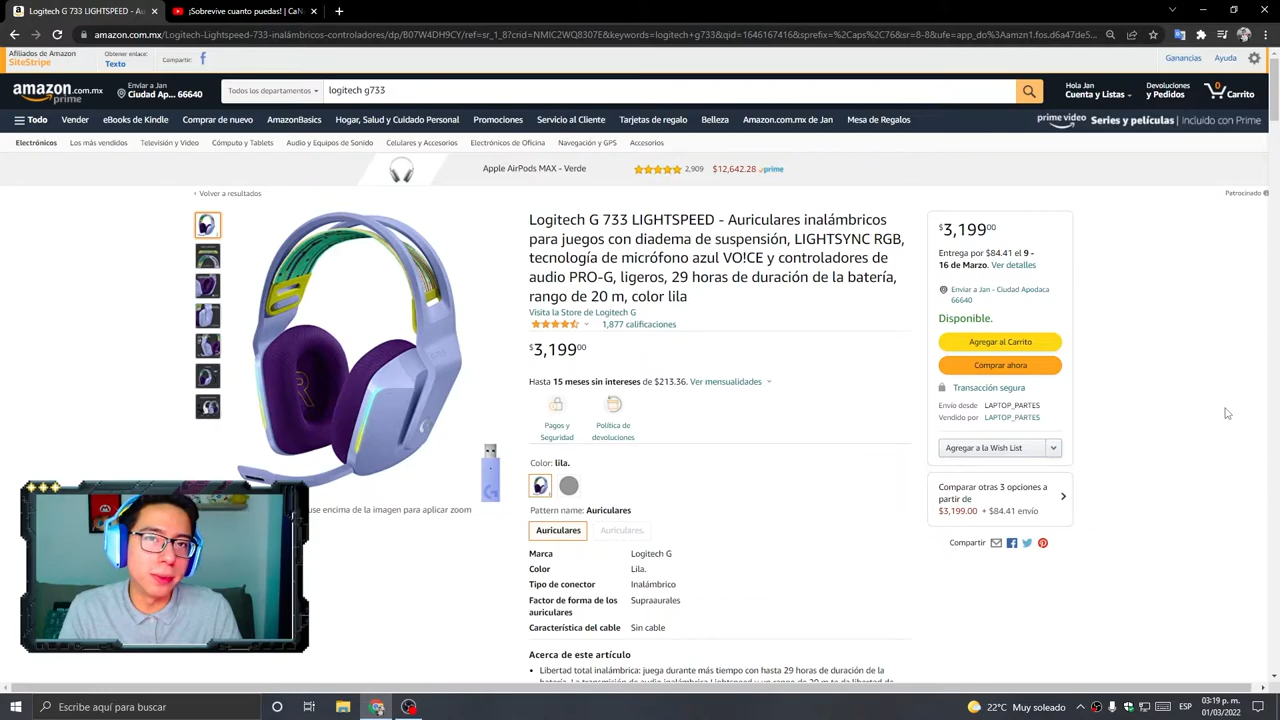 Logitech G 733 LIGHTSPEED - Au
¡Sobreviví como puedas! | CaN
amazon.com.mx/Logitech-Lightspeed-733-inalámbricos-controladores/dp/B07W4DH9CY/ref=sr_1_8?
Afiliados de Amazon
SiteStripe
Obtener enlace:
Texto
Compartir:
Ganancias
Ayuda
amazon.com.mx
prime
Enviar a Jan
Ciudad Ap... 66640
Todos los departamentos
logitech g733
Hola Jan
Cuenta y Listas
Devoluciones
y Pedidos
0
Carrito
Todo
Vender
eBooks de Kindle
Comprar de nuevo
AmazonBasics
Hogar, Salud y Cuidado Personal
Promociones
Servicio al Cliente
Tarjetas de regalo
Belleza
Amazon.com.mx de Jan
Mesa de Regalos
prime video
Series y películas | Incluido con Prime
Electrónicos
Los más vendidos
Televisión y Video
Cómputo y Tablets
Audio y Equipos de Sonido
Celulares y Accesorios
Electrónicos de Oficina
Navegación y GPS
Accesorios
Apple AirPods MAX - Verde
2,909
$12,642.28
prime
‹ Volver a resultados
Patrocinado
Logitech G 733 LIGHTSPEED - Auriculares inalámbricos
para juegos con diadema de suspensión, LIGHTSYNC RGB,
tecnología de micrófono azul VO!CE y controladores de
audio PRO-G, ligeros, 29 horas de duración de la batería,
rango de 20 m, color lila
Visita la Store de Logitech G
1,877 calificaciones
$3,199⁰⁰
Hasta 15 meses sin intereses de $213.36. Ver mensualidades
Pagos y
Seguridad
Política de
devoluciones
Color: lila.
Pattern name: Auriculares
Auriculares
Auriculares.
Marca Logitech G
Color Lila.
Tipo de conector Inalámbrico
Factor de forma de los
auriculares
Supraaurales
Característica del cable Sin cable
Acerca de este artículo
• Libertad total inalámbrica: juega durante más tiempo con hasta 29 horas de duración de la
use encima de la imagen para aplicar zoom
$3,199⁰⁰
Entrega por $84.41 el 9 -
16 de Marzo. Ver detalles
Enviar a Jan - Ciudad Apodaca
66640
Disponible.
Agregar al Carrito
Comprar ahora
Transacción segura
Envío desde LAPTOP_PARTES
Vendido por LAPTOP_PARTES
Agregar a la Wish List
Comparar otras 3 opciones a
partir de
$3,199.00 + $84.41 envío
Compartir
Escribe aquí para buscar
22°C Muy soleado
ESP
03:19 p. m.
01/03/2022